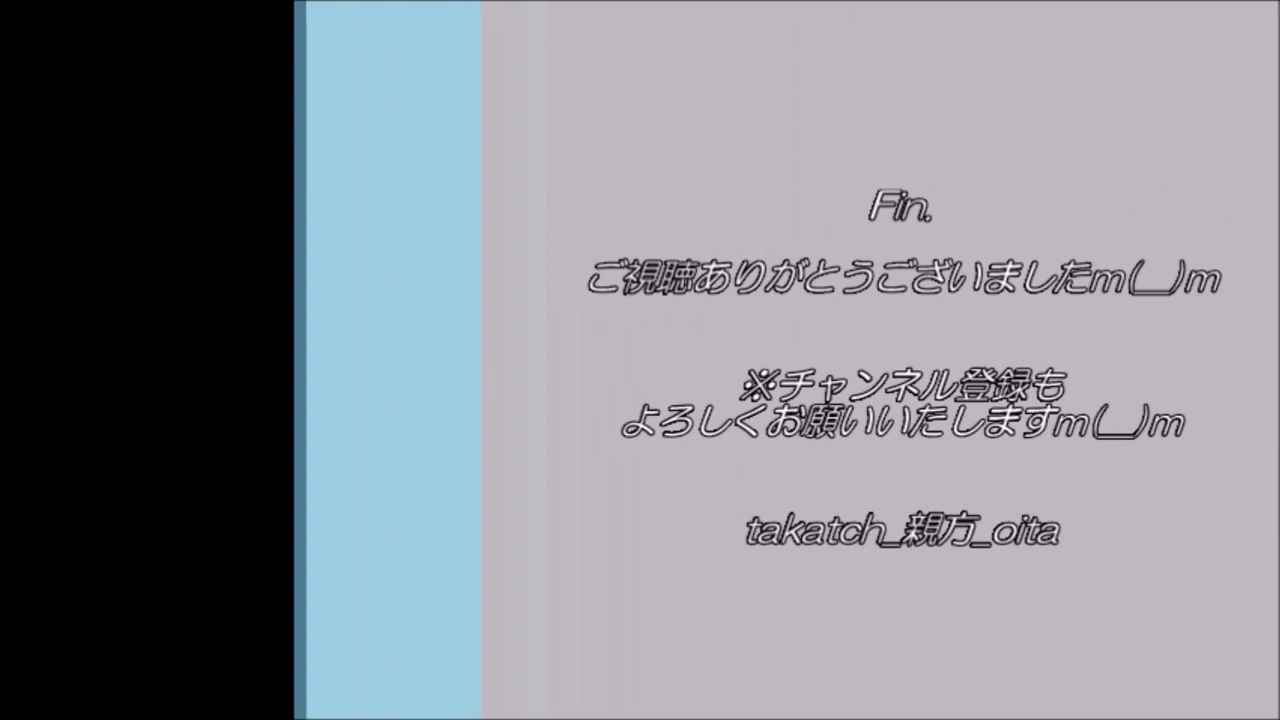 Fin.
ご視聴ありがとうございましたm(__)m
※チャンネル登録も
よろしくお願いいたしますm(__)m
takatch_親方_oita